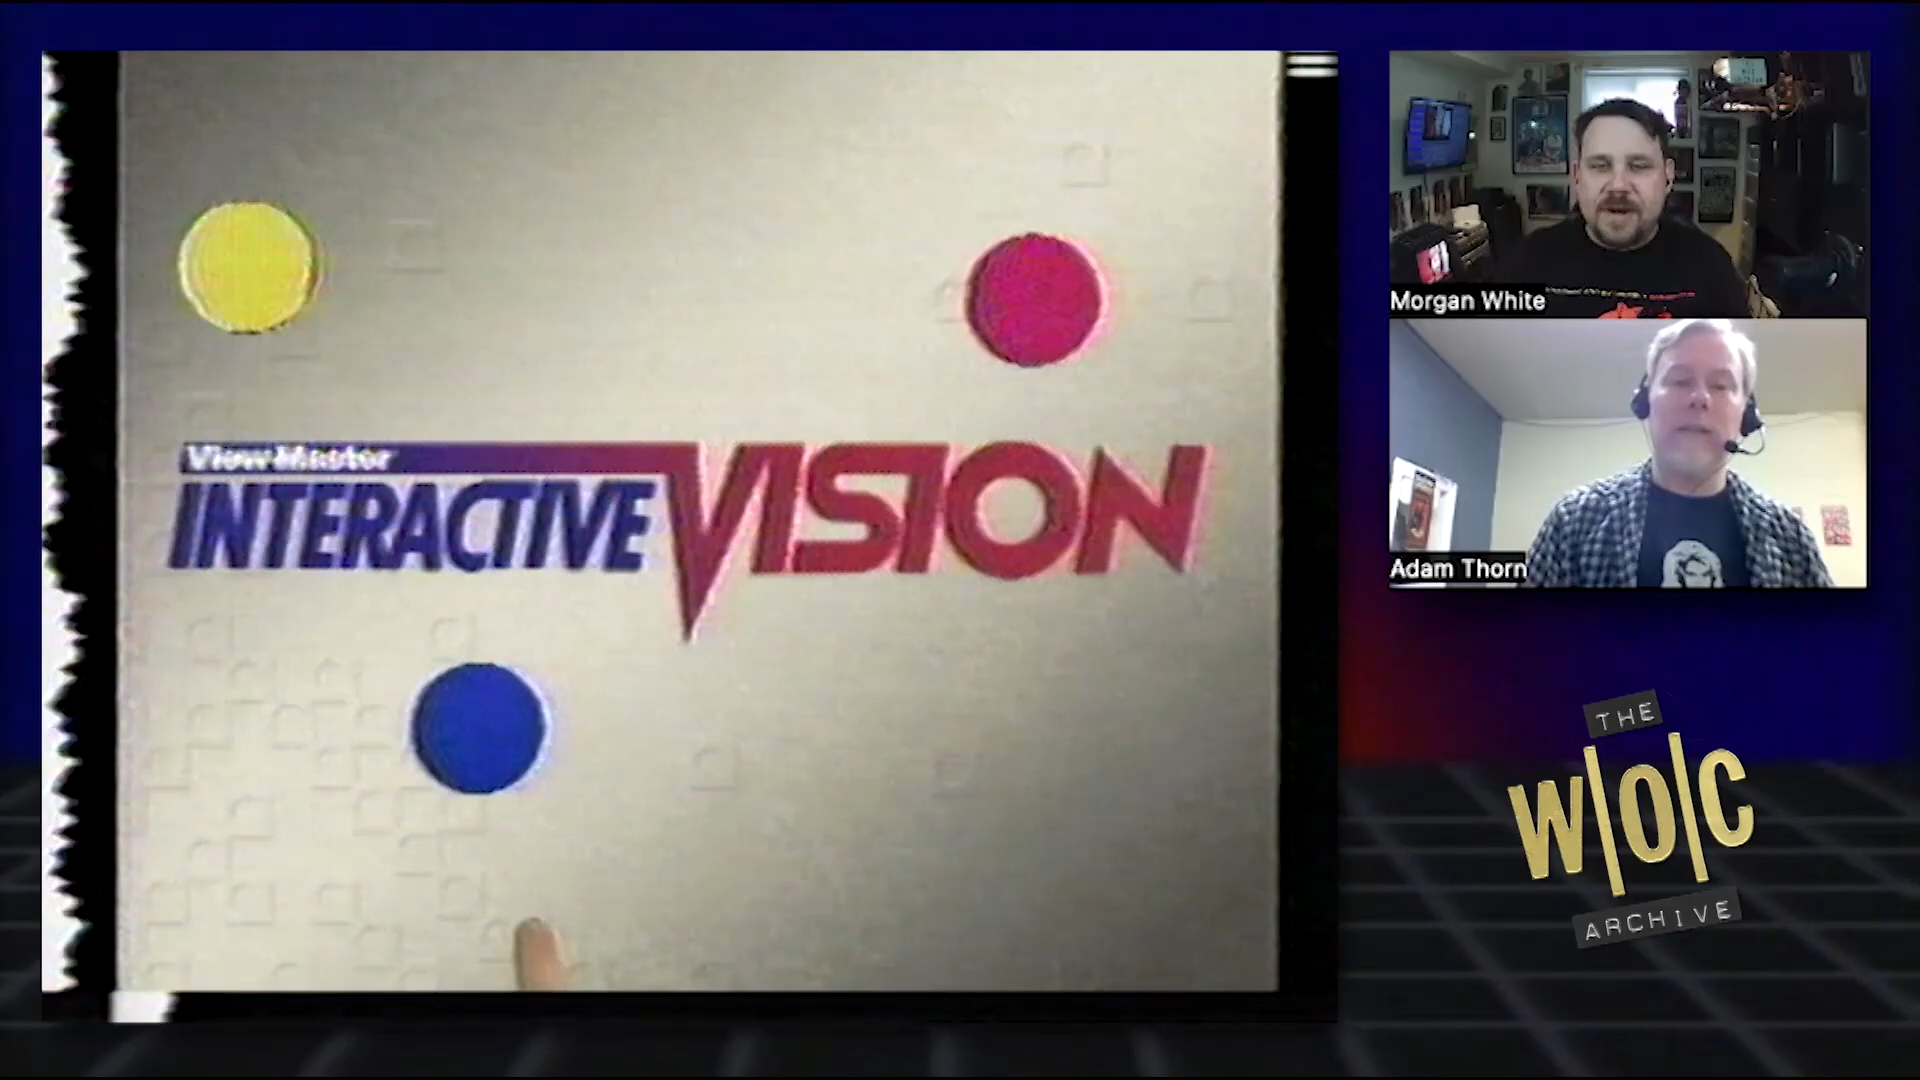 View-Master
INTERACTIVE VISION
Morgan White
Adam Thorn
THE
W|O|C
ARCHIVE